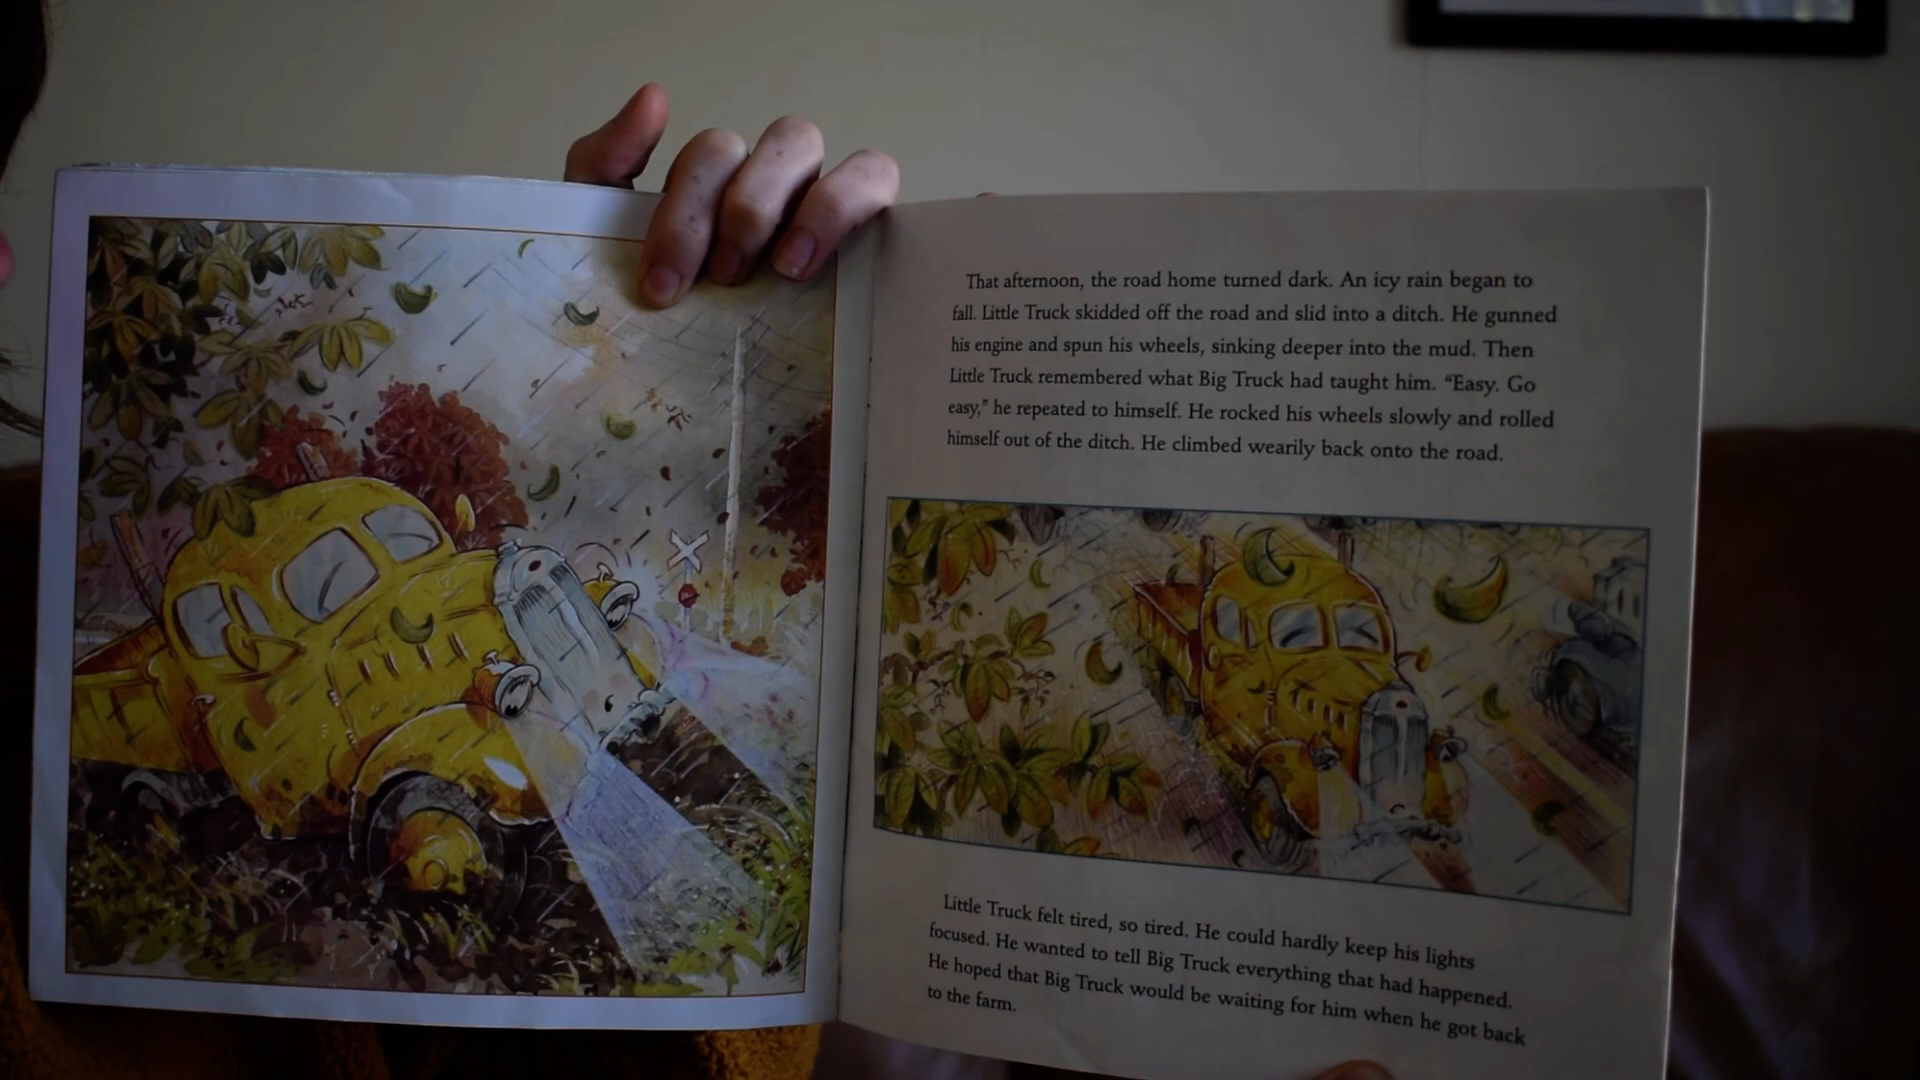 That afternoon, the road home turned dark. An icy rain began to
fall. Little Truck skidded off the road and slid into a ditch. He gunned
his engine and spun his wheels, sinking deeper into the mud. Then
Little Truck remembered what Big Truck had taught him. “Easy. Go
easy,” he repeated to himself. He rocked his wheels slowly and rolled
himself out of the ditch. He climbed wearily back onto the road.
Little Truck felt tired, so tired. He could hardly keep his lights
focused. He wanted to tell Big Truck everything that had happened.
He hoped that Big Truck would be waiting for him when he got back
to the farm.